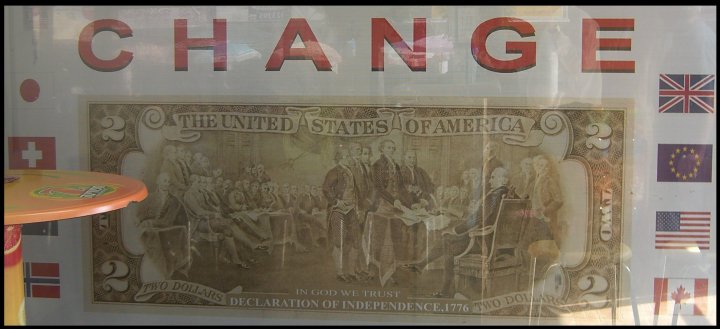 CHANGE
2 THE UNITED STATES OF AMERICA 2
TWO
2 2
TWO DOLLARS IN GOD WE TRUST TWO DOLLARS
DECLARATION OF INDEPENDENCE, 1776